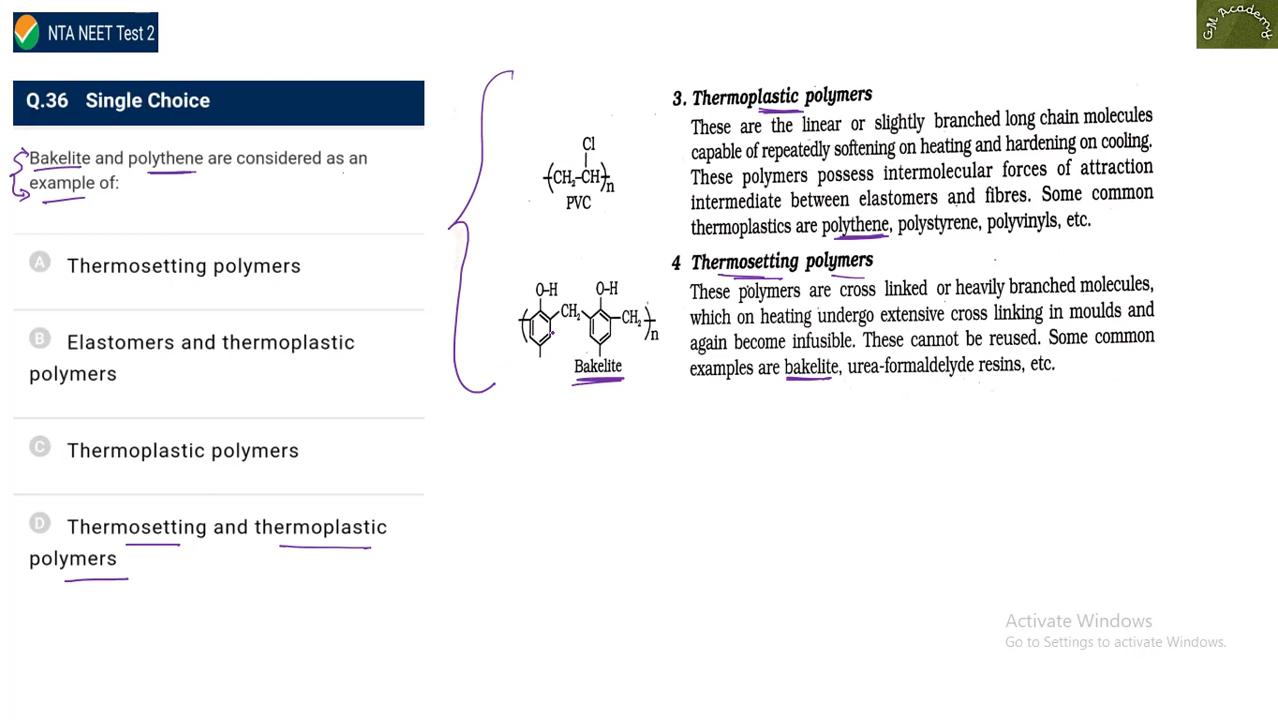 NTA NEET Test 2
GM Academy
Q.36 Single Choice
Bakelite and polythene are considered as an
example of:
A Thermosetting polymers
B Elastomers and thermoplastic
polymers
C Thermoplastic polymers
D Thermosetting and thermoplastic
polymers
Cl
(CH₂-CH)n
PVC
O-H O-H
CH₂ CH₂ n
Bakelite
3. Thermoplastic polymers
These are the linear or slightly branched long chain molecules
capable of repeatedly softening on heating and hardening on cooling.
These polymers possess intermolecular forces of attraction
intermediate between elastomers and fibres. Some common
thermoplastics are polythene, polystyrene, polyvinyls, etc.
4 Thermosetting polymers
These polymers are cross linked or heavily branched molecules,
which on heating undergo extensive cross linking in moulds and
again become infusible. These cannot be reused. Some common
examples are bakelite, urea-formaldelyde resins, etc.
Activate Windows
Go to Settings to activate Windows.